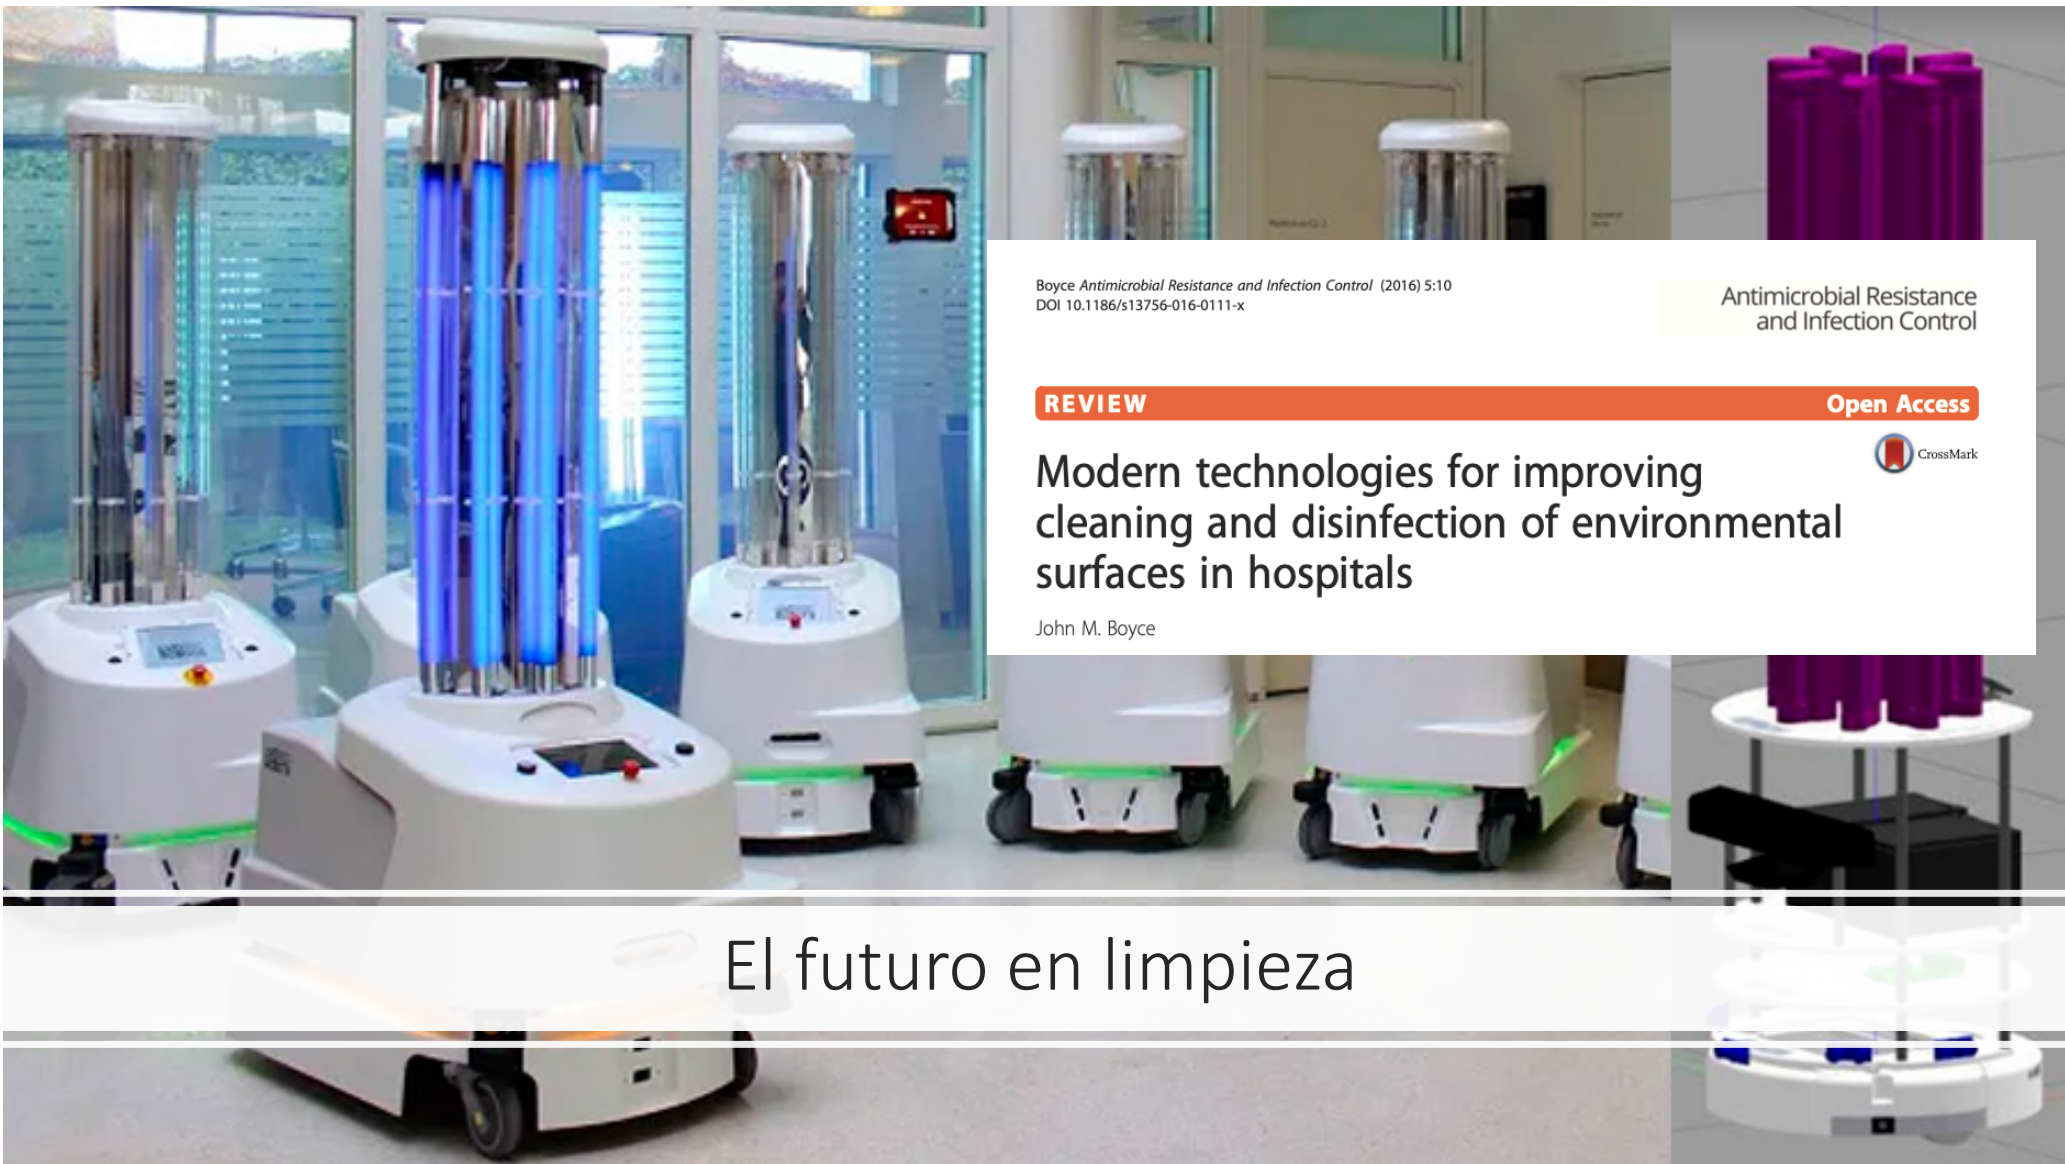 Boyce Antimicrobial Resistance and Infection Control (2016) 5:10
DOI 10.1186/s13756-016-0111-x
Antimicrobial Resistance
and Infection Control
REVIEW
Open Access
CrossMark
Modern technologies for improving
cleaning and disinfection of environmental
surfaces in hospitals
John M. Boyce
El futuro en limpieza